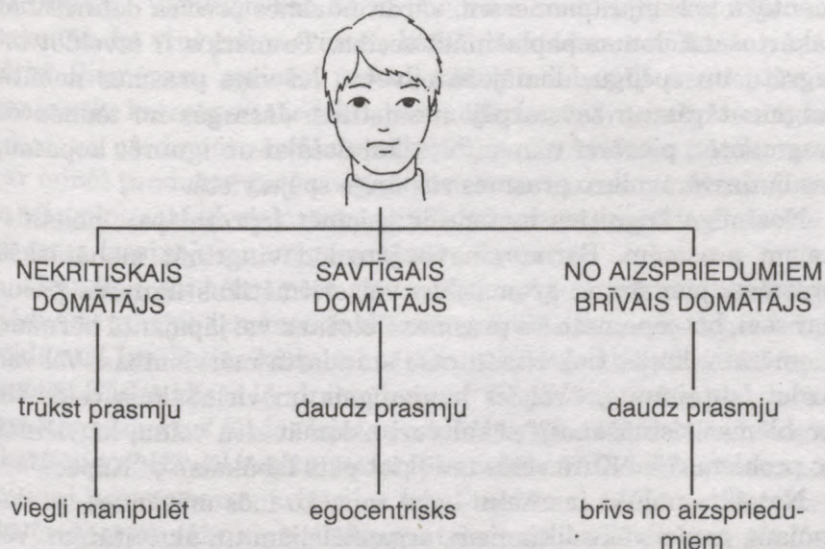 NEKRITISKAIS
DOMĀTĀJS
trūkst prasmju
viegli manipulēt
SAVTĪGAIS
DOMĀTĀJS
daudz prasmju
egocentrisks
NO AIZSPRIEDUMIEM
BRĪVAIS DOMĀTĀJS
daudz prasmju
brīvs no aizspriedu-
miem